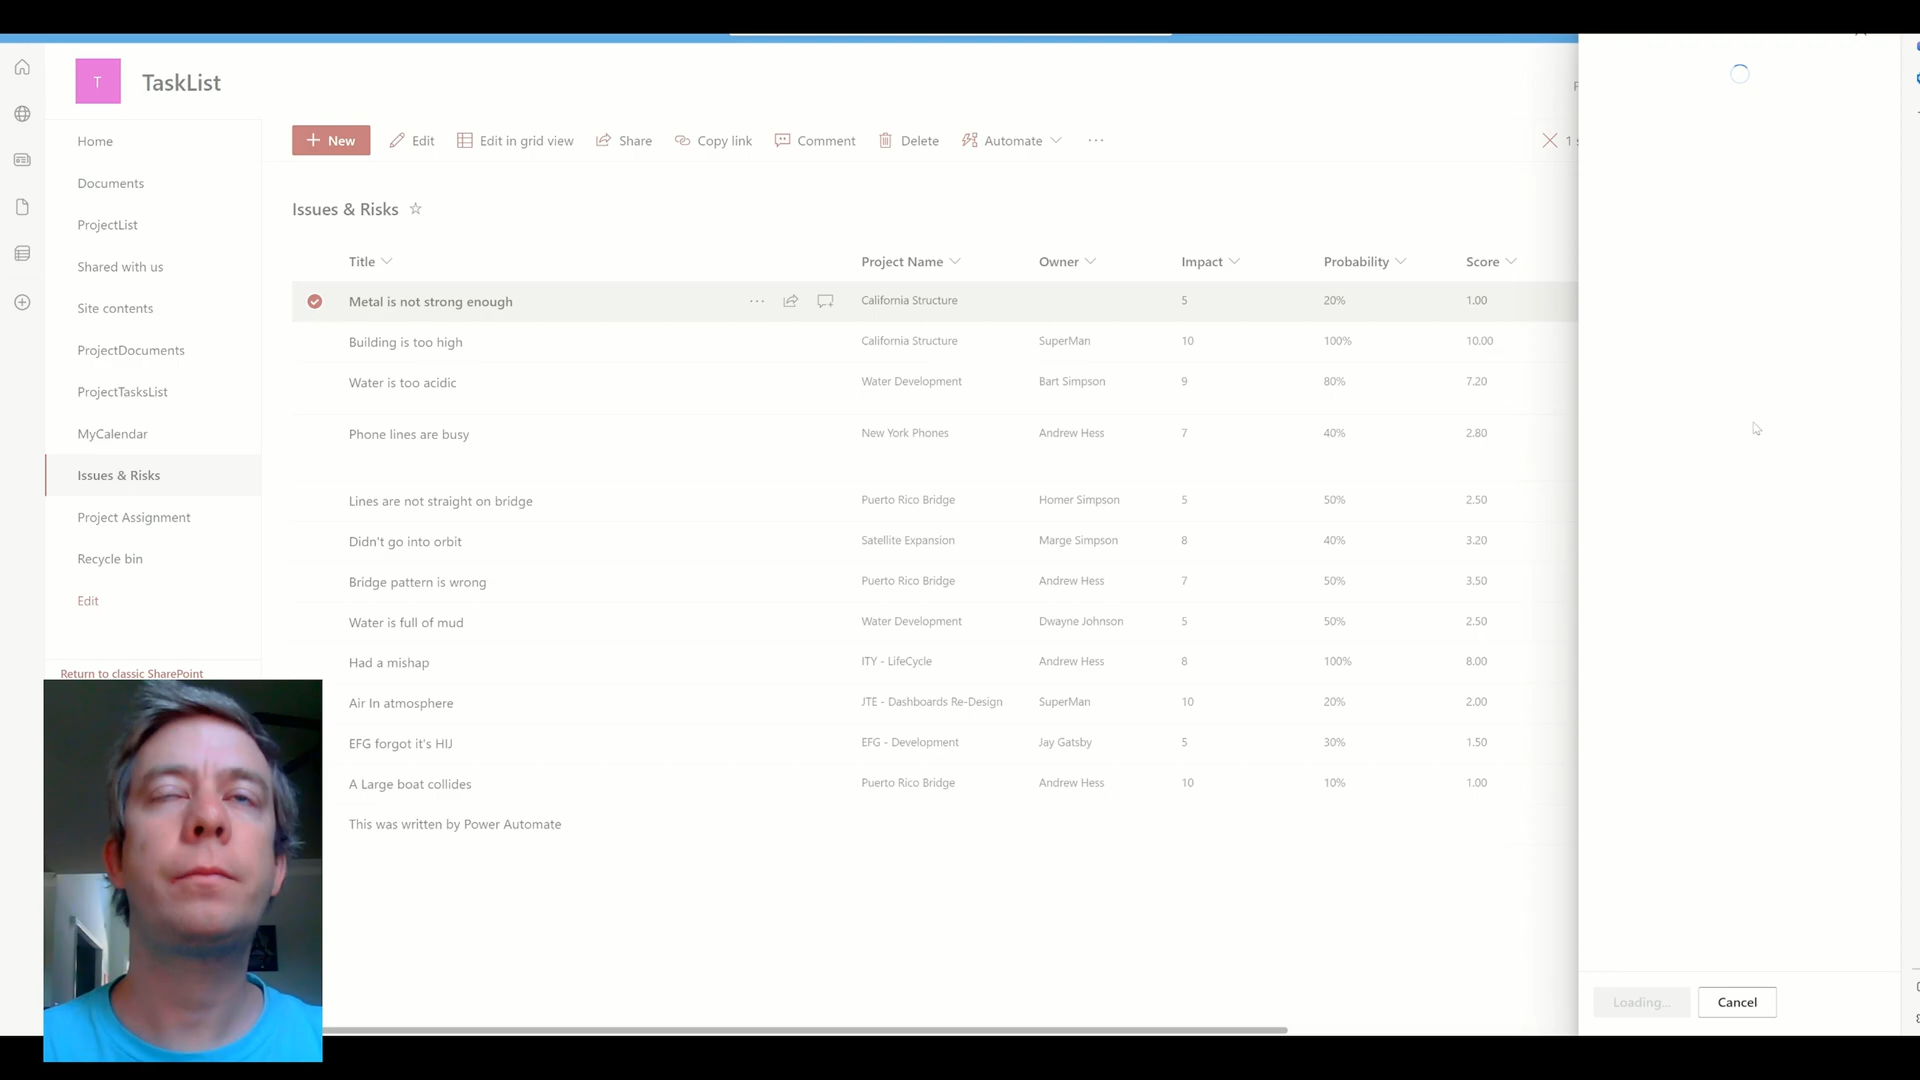 T
TaskList
F
New
Edit
Edit in grid view
Share
Copy link
Comment
Delete
Automate
1 s
Home
Documents
ProjectList
Shared with us
Site contents
ProjectDocuments
ProjectTasksList
MyCalendar
Issues & Risks
Project Assignment
Recycle bin
Edit
Return to classic SharePoint
Issues & Risks
Title Project Name Owner Impact Probability Score
Metal is not strong enough California Structure 5 20% 1.00
Building is too high California Structure SuperMan 10 100% 10.00
Water is too acidic Water Development Bart Simpson 9 80% 7.20
Phone lines are busy New York Phones Andrew Hess 7 40% 2.80
Lines are not straight on bridge Puerto Rico Bridge Homer Simpson 5 50% 2.50
Didn't go into orbit Satellite Expansion Marge Simpson 8 40% 3.20
Bridge pattern is wrong Puerto Rico Bridge Andrew Hess 7 50% 3.50
Water is full of mud Water Development Dwayne Johnson 5 50% 2.50
Had a mishap ITY - LifeCycle Andrew Hess 8 100% 8.00
Air In atmosphere JTE - Dashboards Re-Design SuperMan 10 20% 2.00
EFG forgot it's HIJ EFG - Development Jay Gatsby 5 30% 1.50
A Large boat collides Puerto Rico Bridge Andrew Hess 10 10% 1.00
This was written by Power Automate
Loading...
Cancel